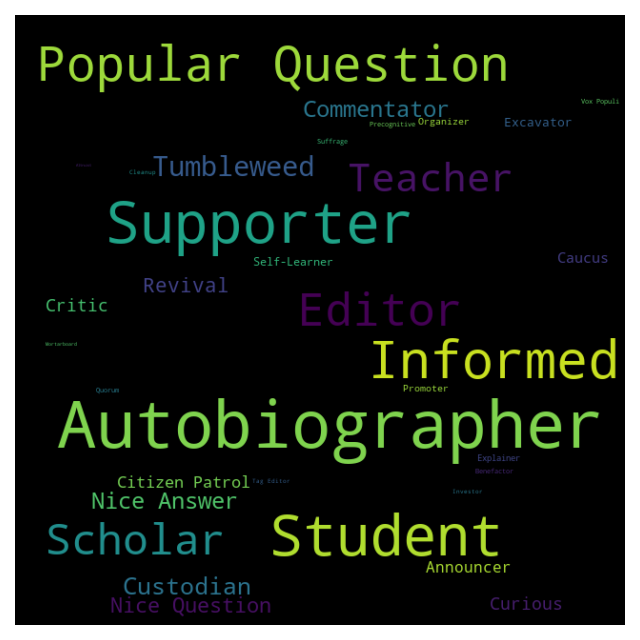 Popular Question
Vox Populi
Commentator
Precognitive
Organizer
Excavator
Suffrage
Tumbleweed
Cleanup
Teacher
Supporter
Self-Learner
Caucus
Revival
Critic
Editor
Mortarboard
Informed
Quorum
Promoter
Autobiographer
Explainer
Benefactor
Citizen Patrol
Tag Editor
Investor
Nice Answer
Scholar
Student
Announcer
Custodian
Nice Question
Curious